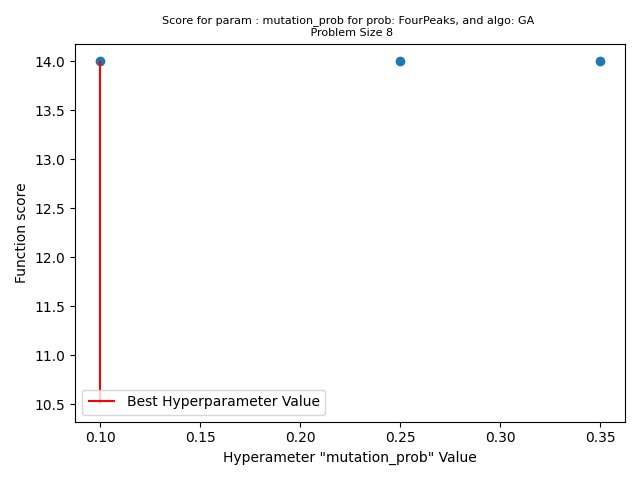 Score for param : mutation_prob for prob: FourPeaks, and algo: GA
Problem Size 8
14.0
13.5
13.0
12.5
12.0
11.5
11.0
10.5
Function score
Best Hyperparameter Value
0.10 0.15 0.20 0.25 0.30 0.35
Hyperameter "mutation_prob" Value